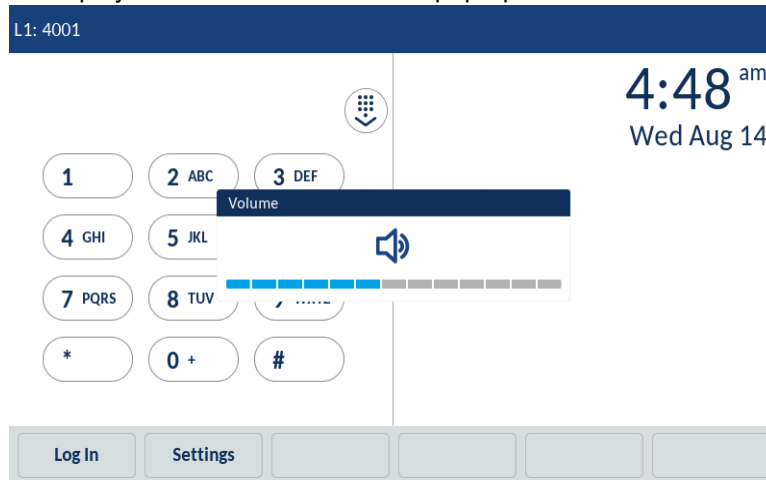 L1: 4001
4:48 am
Wed Aug 14
1
2 ABC
3 DEF
Volume
4 GHI
5 JKL
7 PQRS
8 TUV
*
0 +
#
Log In
Settings